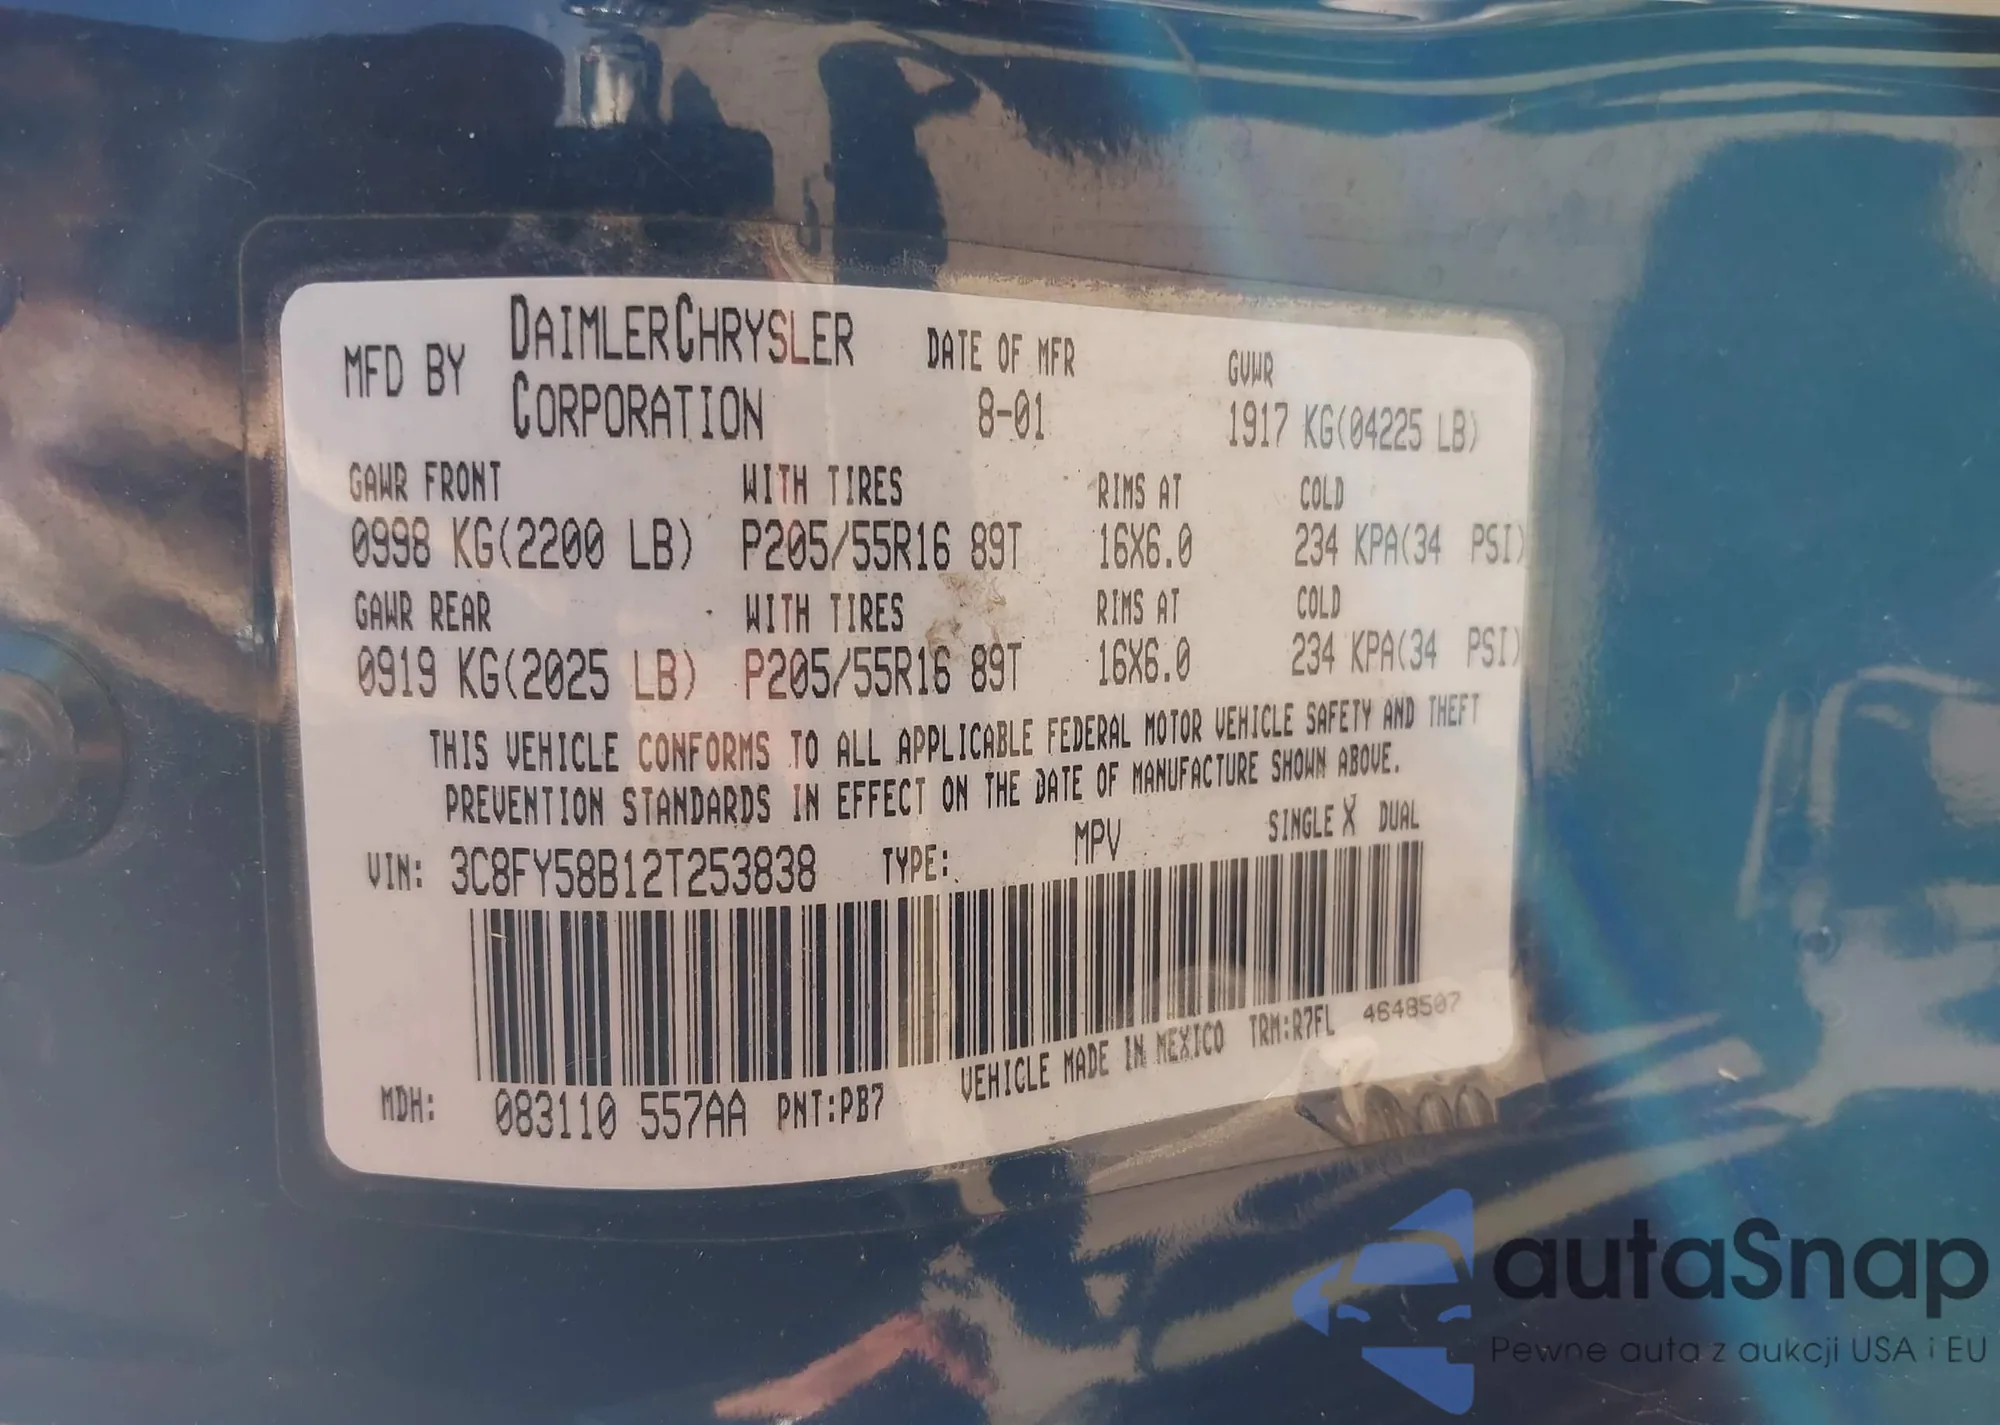 MFD BY DAIMLERCHRYSLER CORPORATION DATE OF MFR 8-01 GVWR 1917 KG(04225 LB)
GAWR FRONT WITH TIRES RIMS AT COLD
0998 KG(2200 LB) P205/55R16 89T 16X6.0 234 KPA(34 PSI)
GAWR REAR WITH TIRES RIMS AT COLD
0919 KG(2025 LB) P205/55R16 89T 16X6.0 234 KPA(34 PSI)
THIS VEHICLE CONFORMS TO ALL APPLICABLE FEDERAL MOTOR VEHICLE SAFETY AND THEFT
PREVENTION STANDARDS IN EFFECT ON THE DATE OF MANUFACTURE SHOWN ABOVE.
VIN: 3C8FY58B12T253838 TYPE: MPV SINGLE X DUAL
MDH: 083110 557AA PNT:PB7 VEHICLE MADE IN MEXICO TRM:R7FL 4648507
autaSnap
Pewne auta z aukcji USA i EU